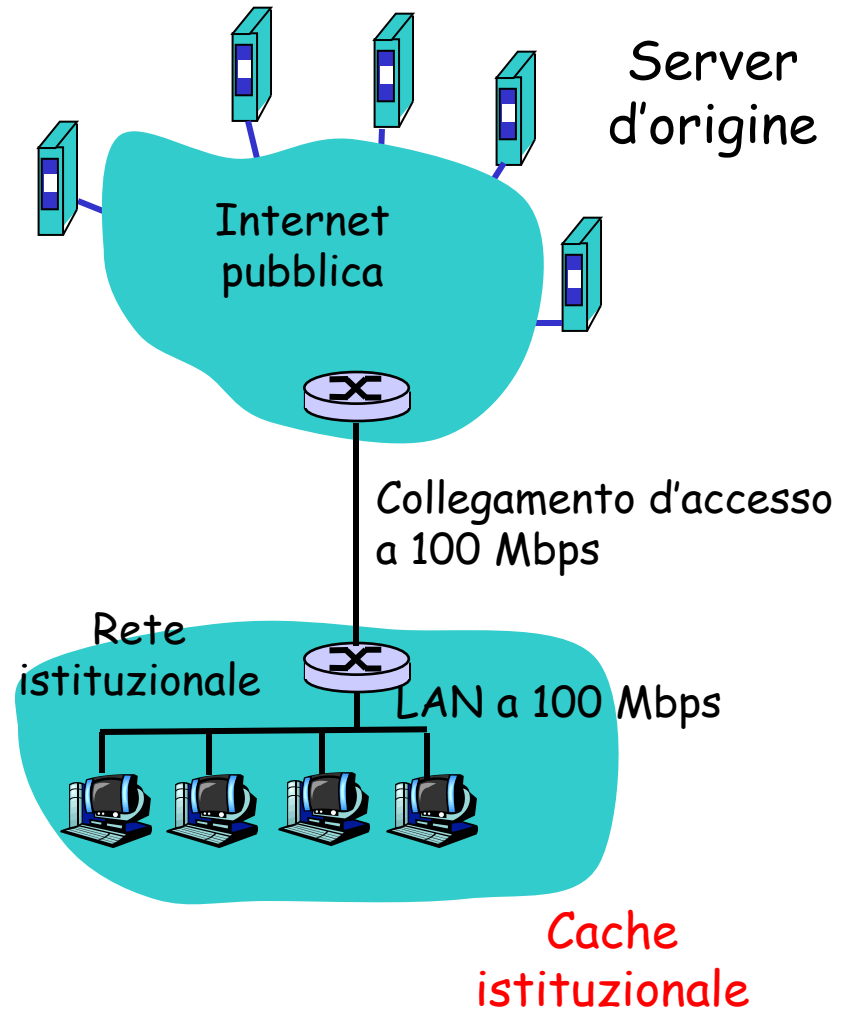 Server
d'origine
Internet
pubblica
Collegamento d'accesso
a 100 Mbps
Rete
istituzionale
LAN a 100 Mbps
Cache
istituzionale